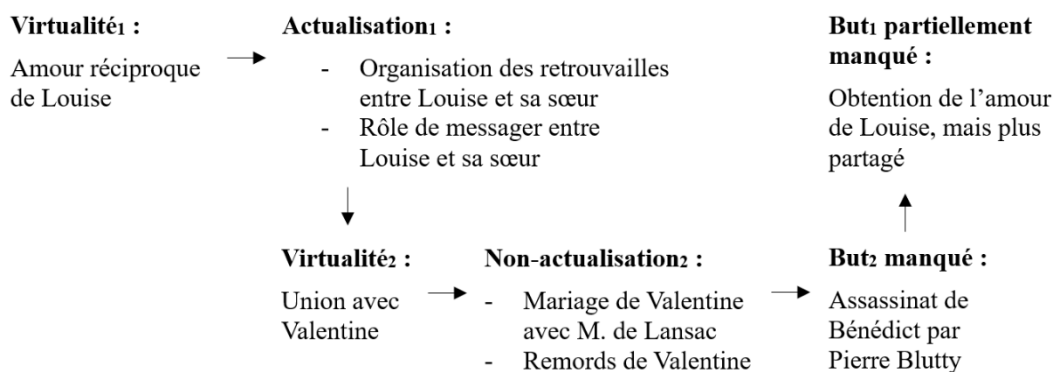 Virtualité₁ :
Amour réciproque
de Louise
Actualisation₁ :
- Organisation des retrouvailles
entre Louise et sa sœur
- Rôle de messager entre
Louise et sa sœur
But₁ partiellement
manqué :
Obtention de l’amour
de Louise, mais plus
partagé
Virtualité₂ :
Union avec
Valentine
Non-actualisation₂ :
- Mariage de Valentine
avec M. de Lansac
- Remords de Valentine
But₂ manqué :
Assassinat de
Bénédict par
Pierre Blutty